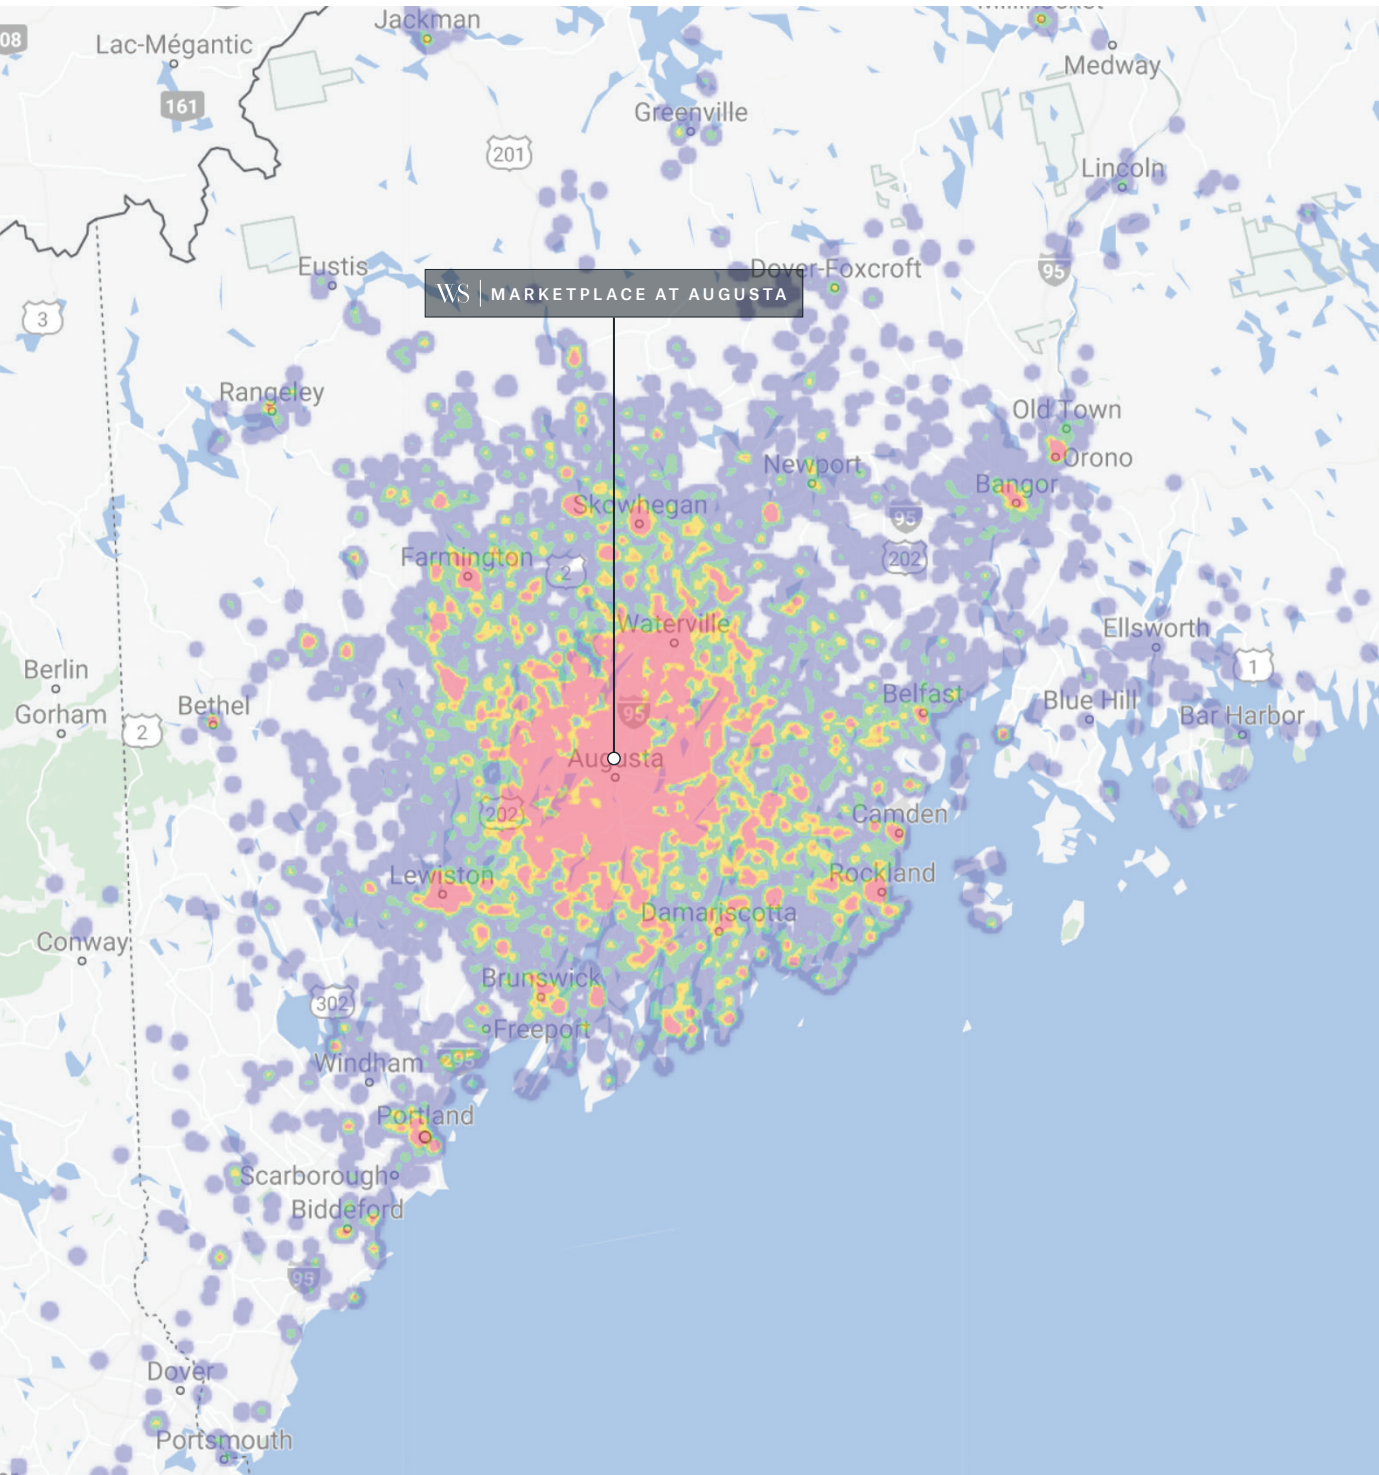 Jackman
08
Lac-Mégantic
Medway
161
Greenville
201
Lincoln
Eustis
Dover-Foxcroft
95
WS | MARKETPLACE AT AUGUSTA
3
Rangeley
Old Town
Newport
Orono
Bangor
Skowhegan
95
Farmington
2
202
Waterville
Ellsworth
Berlin
1
Belfast
Blue Hill
Bethel
95
Gorham
2
Bar Harbor
Augusta
202
Camden
Lewiston
Rockland
Damariscotta
Conway
Brunswick
302
Freeport
295
Windham
Portland
Scarborough
Biddeford
95
Dover
Portsmouth